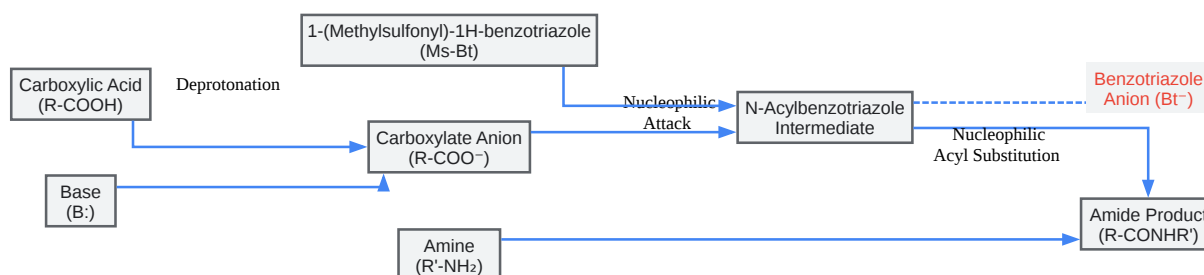 1-(Methylsulfonyl)-1H-benzotriazole
(Ms-Bt)
Carboxylic Acid
(R-COOH)
Deprotonation
Nucleophilic
Attack
N-Acylbenzotriazole
Intermediate
Benzotriazole
Anion (Bt⁻)
Carboxylate Anion
(R-COO⁻)
Nucleophilic
Acyl Substitution
Base
(B:)
Amine
(R'-NH₂)
Amide Product
(R-CONHR')